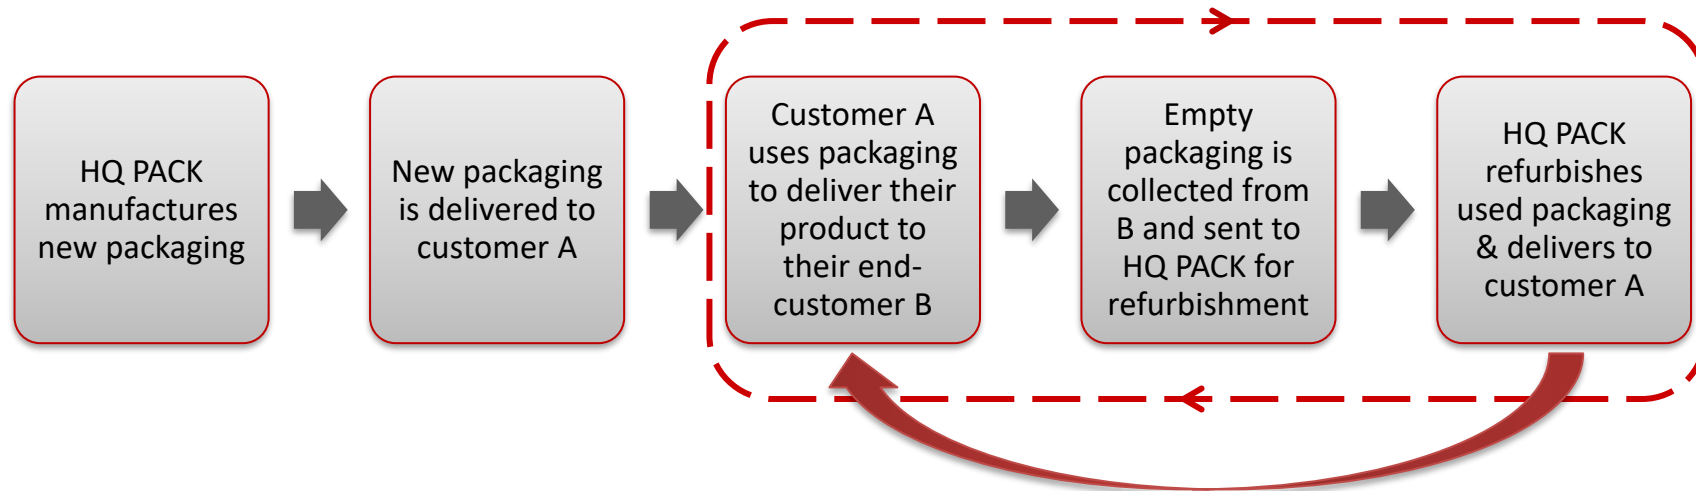 HQ PACK
manufactures
new packaging
New packaging
is delivered to
customer A
Customer A
uses packaging
to deliver their
product to
their end-
customer B
Empty
packaging is
collected from
B and sent to
HQ PACK for
refurbishment
HQ PACK
refurbishes
used packaging
& delivers to
customer A